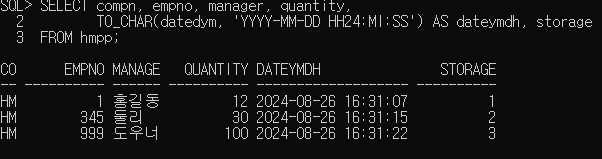 SQL> SELECT compn, empno, manager, quantity,
  2         TO_CHAR(datedym, 'YYYY-MM-DD HH24:MI:SS') AS dateymdh, storage
  3  FROM hmpp;
CO      EMPNO MANAGE   QUANTITY DATEYMDH               STORAGE
-- ---------- ------ ---------- ------------------- ----------
HM          1 홍길동         12 2024-08-26 16:31:07          1
HM        345 둘리           30 2024-08-26 16:31:15          2
HM        999 도우너        100 2024-08-26 16:31:22          3